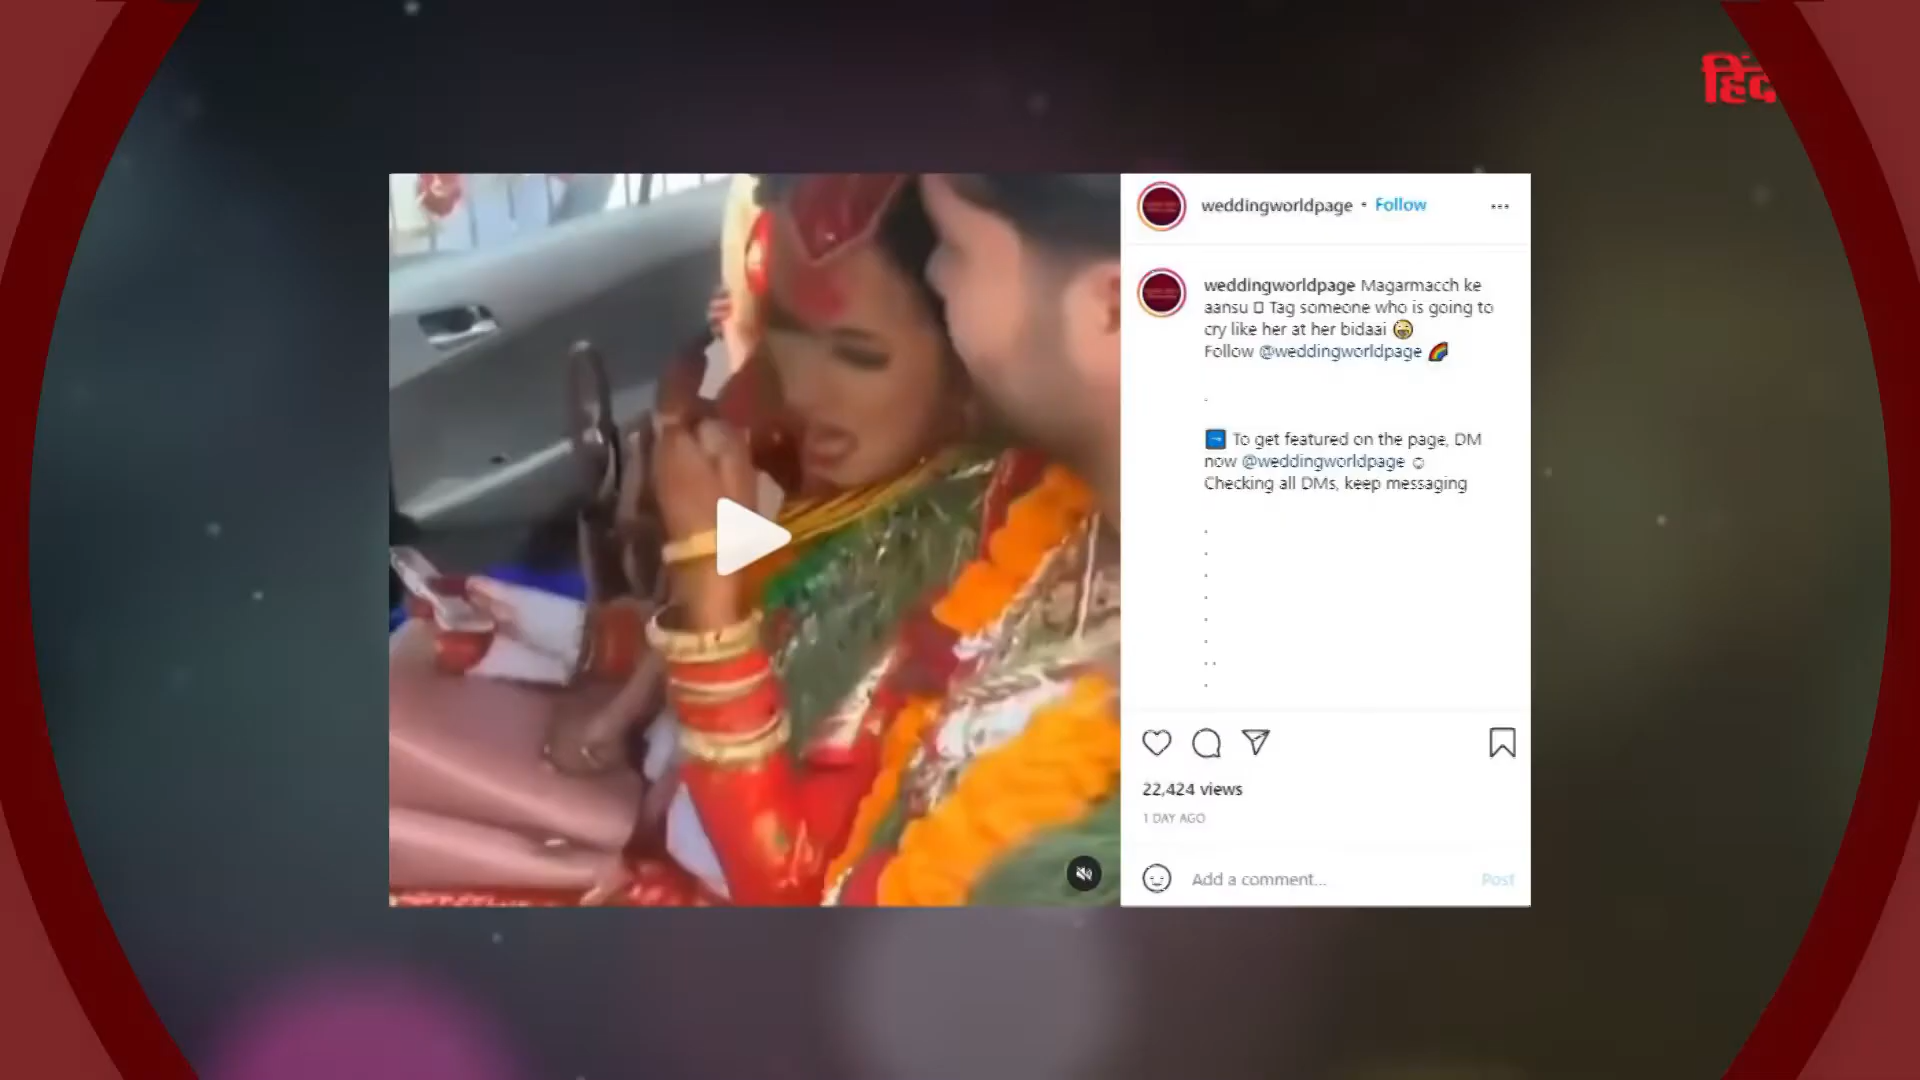 हिंद
weddingworldpage • Follow
weddingworldpage Magarmacch ke
aansu Tag someone who is going to
cry like her at her bidaai 😂
Follow @weddingworldpage 🌈
.
➡ To get featured on the page, DM
now @weddingworldpage ☺
Checking all DMs, keep messaging
.
.
.
.
.
.
. .
.
22,424 views
1 DAY AGO
Add a comment... Post